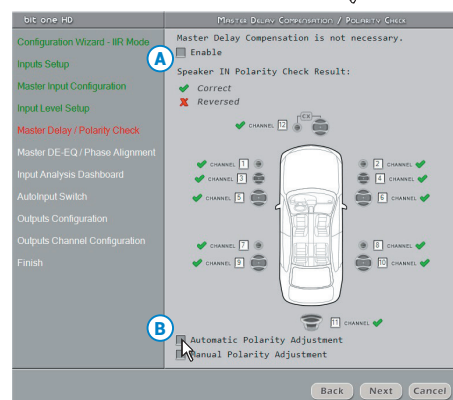 bit one HD
Master Delay Compensation / Polarity Check
Configuration Wizard - IIR Mode
Inputs Setup
Master Input Configuration
Input Level Setup
Master Delay / Polarity Check
Master DE-EQ / Phase Alignment
Input Analysis Dashboard
AutoInput Switch
Outputs Configuration
Outputs Channel Configuration
Finish
Master Delay Compensation is not necessary.
A
Enable
Speaker IN Polarity Check Result:
Correct
Reversed
CH
CHANNEL 12
CHANNEL 1
2 CHANNEL
CHANNEL 3
4 CHANNEL
CHANNEL 5
6 CHANNEL
CHANNEL 7
8 CHANNEL
CHANNEL 9
10 CHANNEL
11 CHANNEL
B
Automatic Polarity Adjustment
Manual Polarity Adjustment
Back Next Cancel